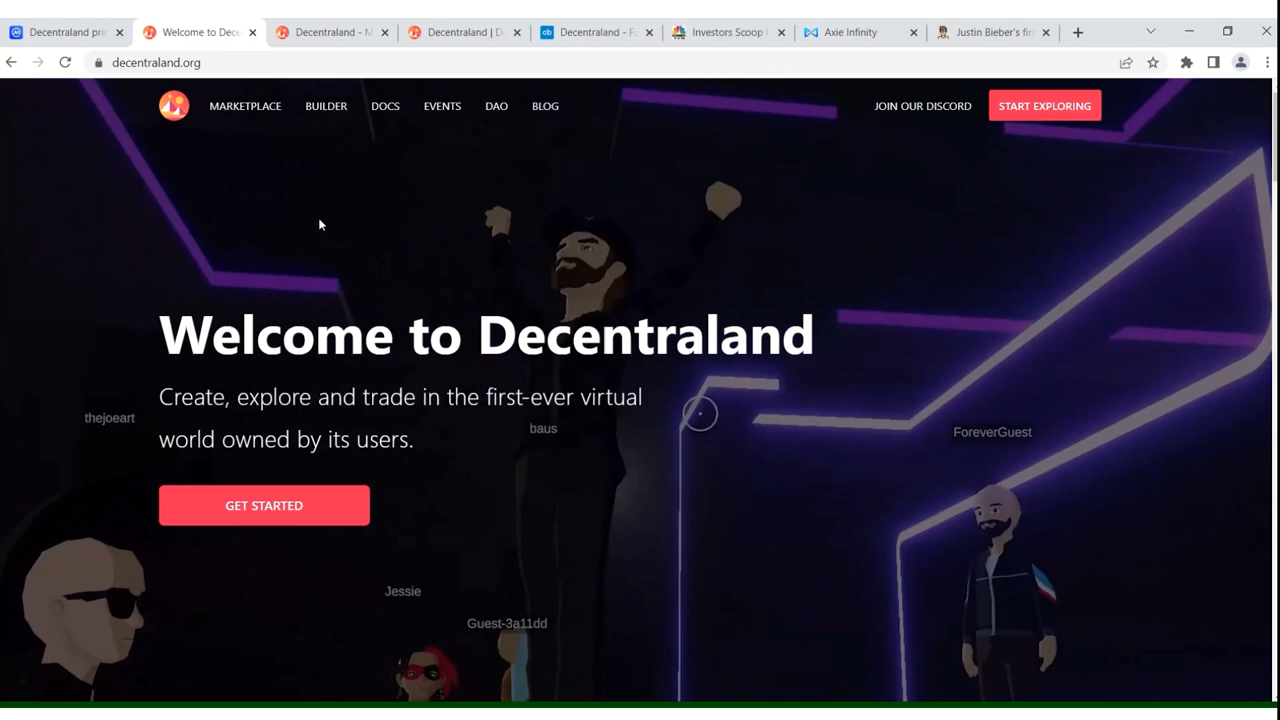 Decentraland pri
Welcome to Dece
Decentraland - M
Decentraland | D
cb
Decentraland - E
Investors Scoop
Axie Infinity
Justin Bieber's fir
decentraland.org
MARKETPLACE
BUILDER
DOCS
EVENTS
DAO
BLOG
JOIN OUR DISCORD
START EXPLORING
Welcome to Decentraland
Create, explore and trade in the first-ever virtual
world owned by its users.
thejoeart
baus
ForeverGuest
GET STARTED
Jessie
Guest-3a11dd